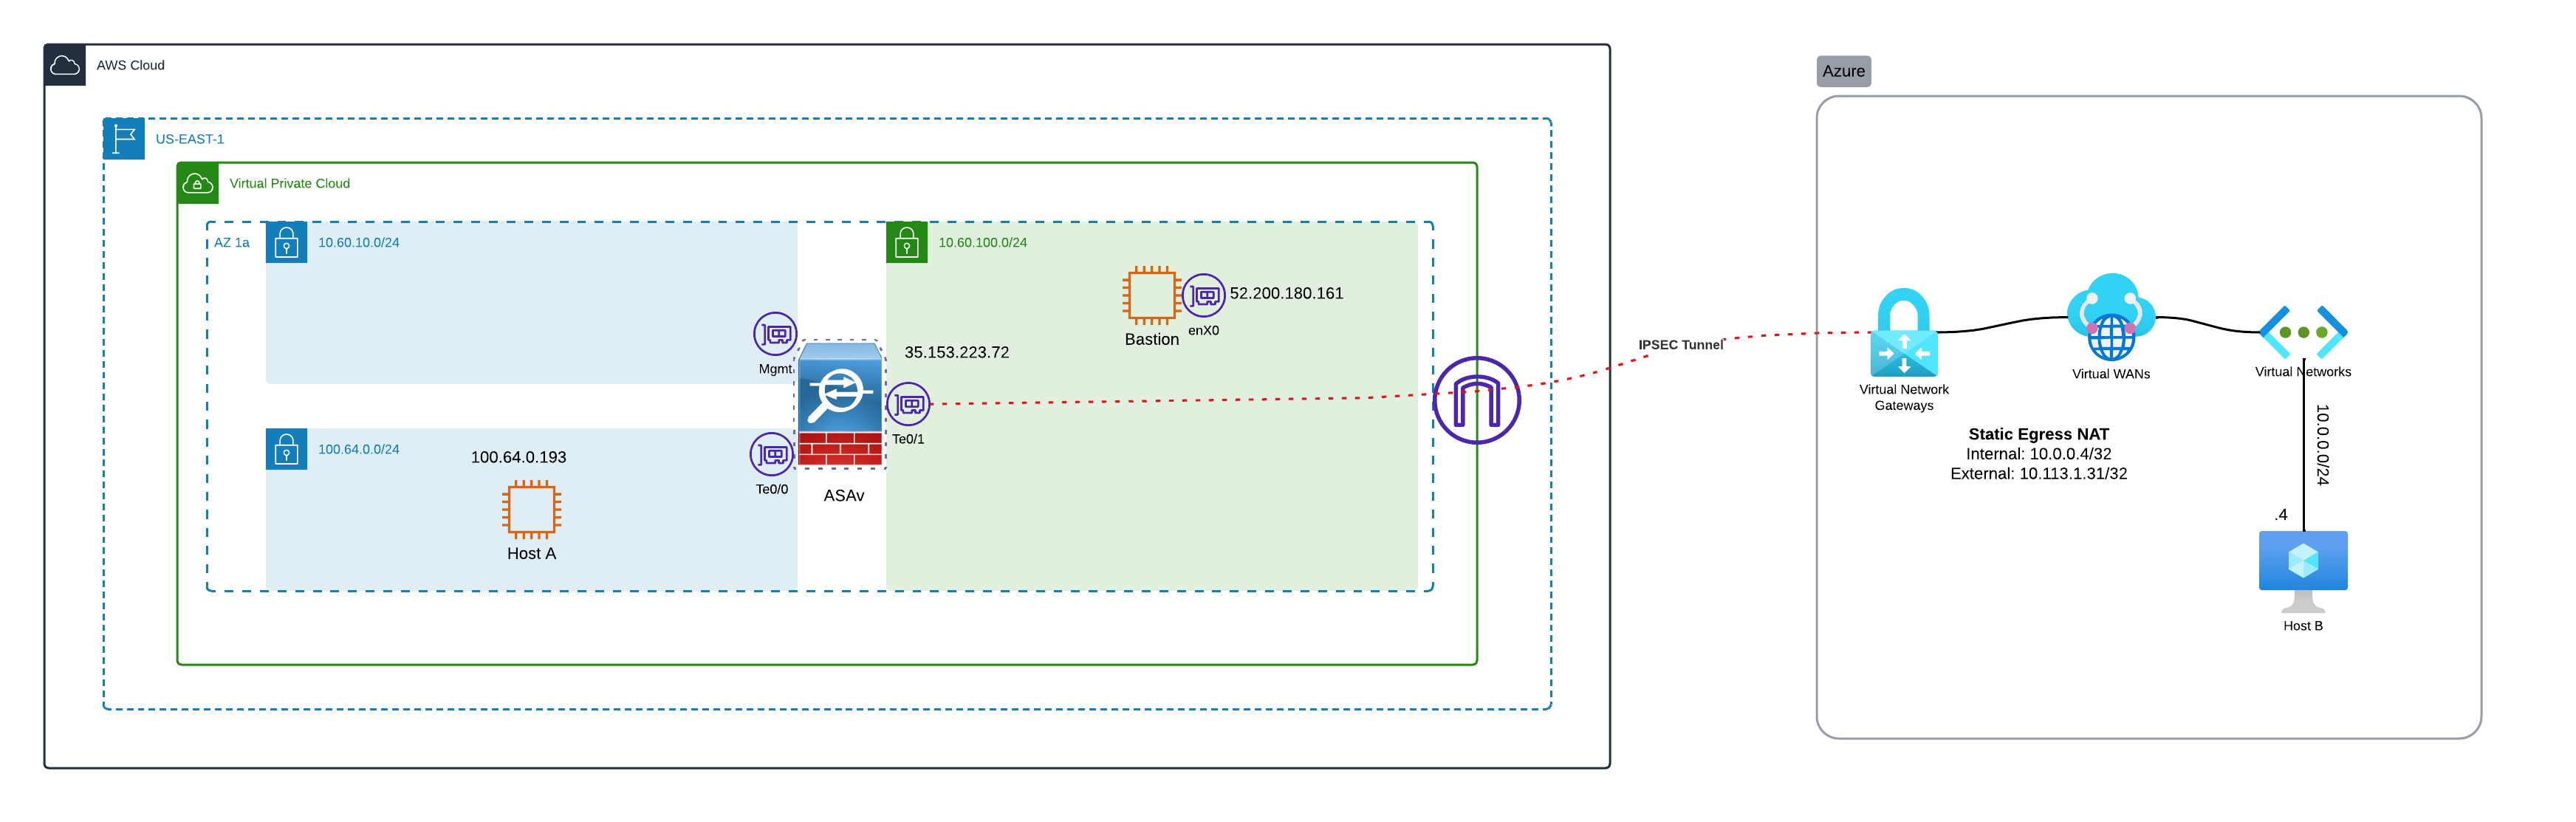 AWS Cloud
US-EAST-1
Virtual Private Cloud
AZ 1a
10.60.10.0/24
10.60.100.0/24
52.200.180.161
enX0
Bastion
35.153.223.72
Mgmt
Te0/1
100.64.0.0/24
100.64.0.193
Te0/0
ASAv
Host A
IPSEC Tunnel
Azure
Virtual Network
Gateways
Virtual WANs
Virtual Networks
Static Egress NAT
Internal: 10.0.0.4/32
External: 10.113.1.31/32
10.0.0.0/24
.4
Host B